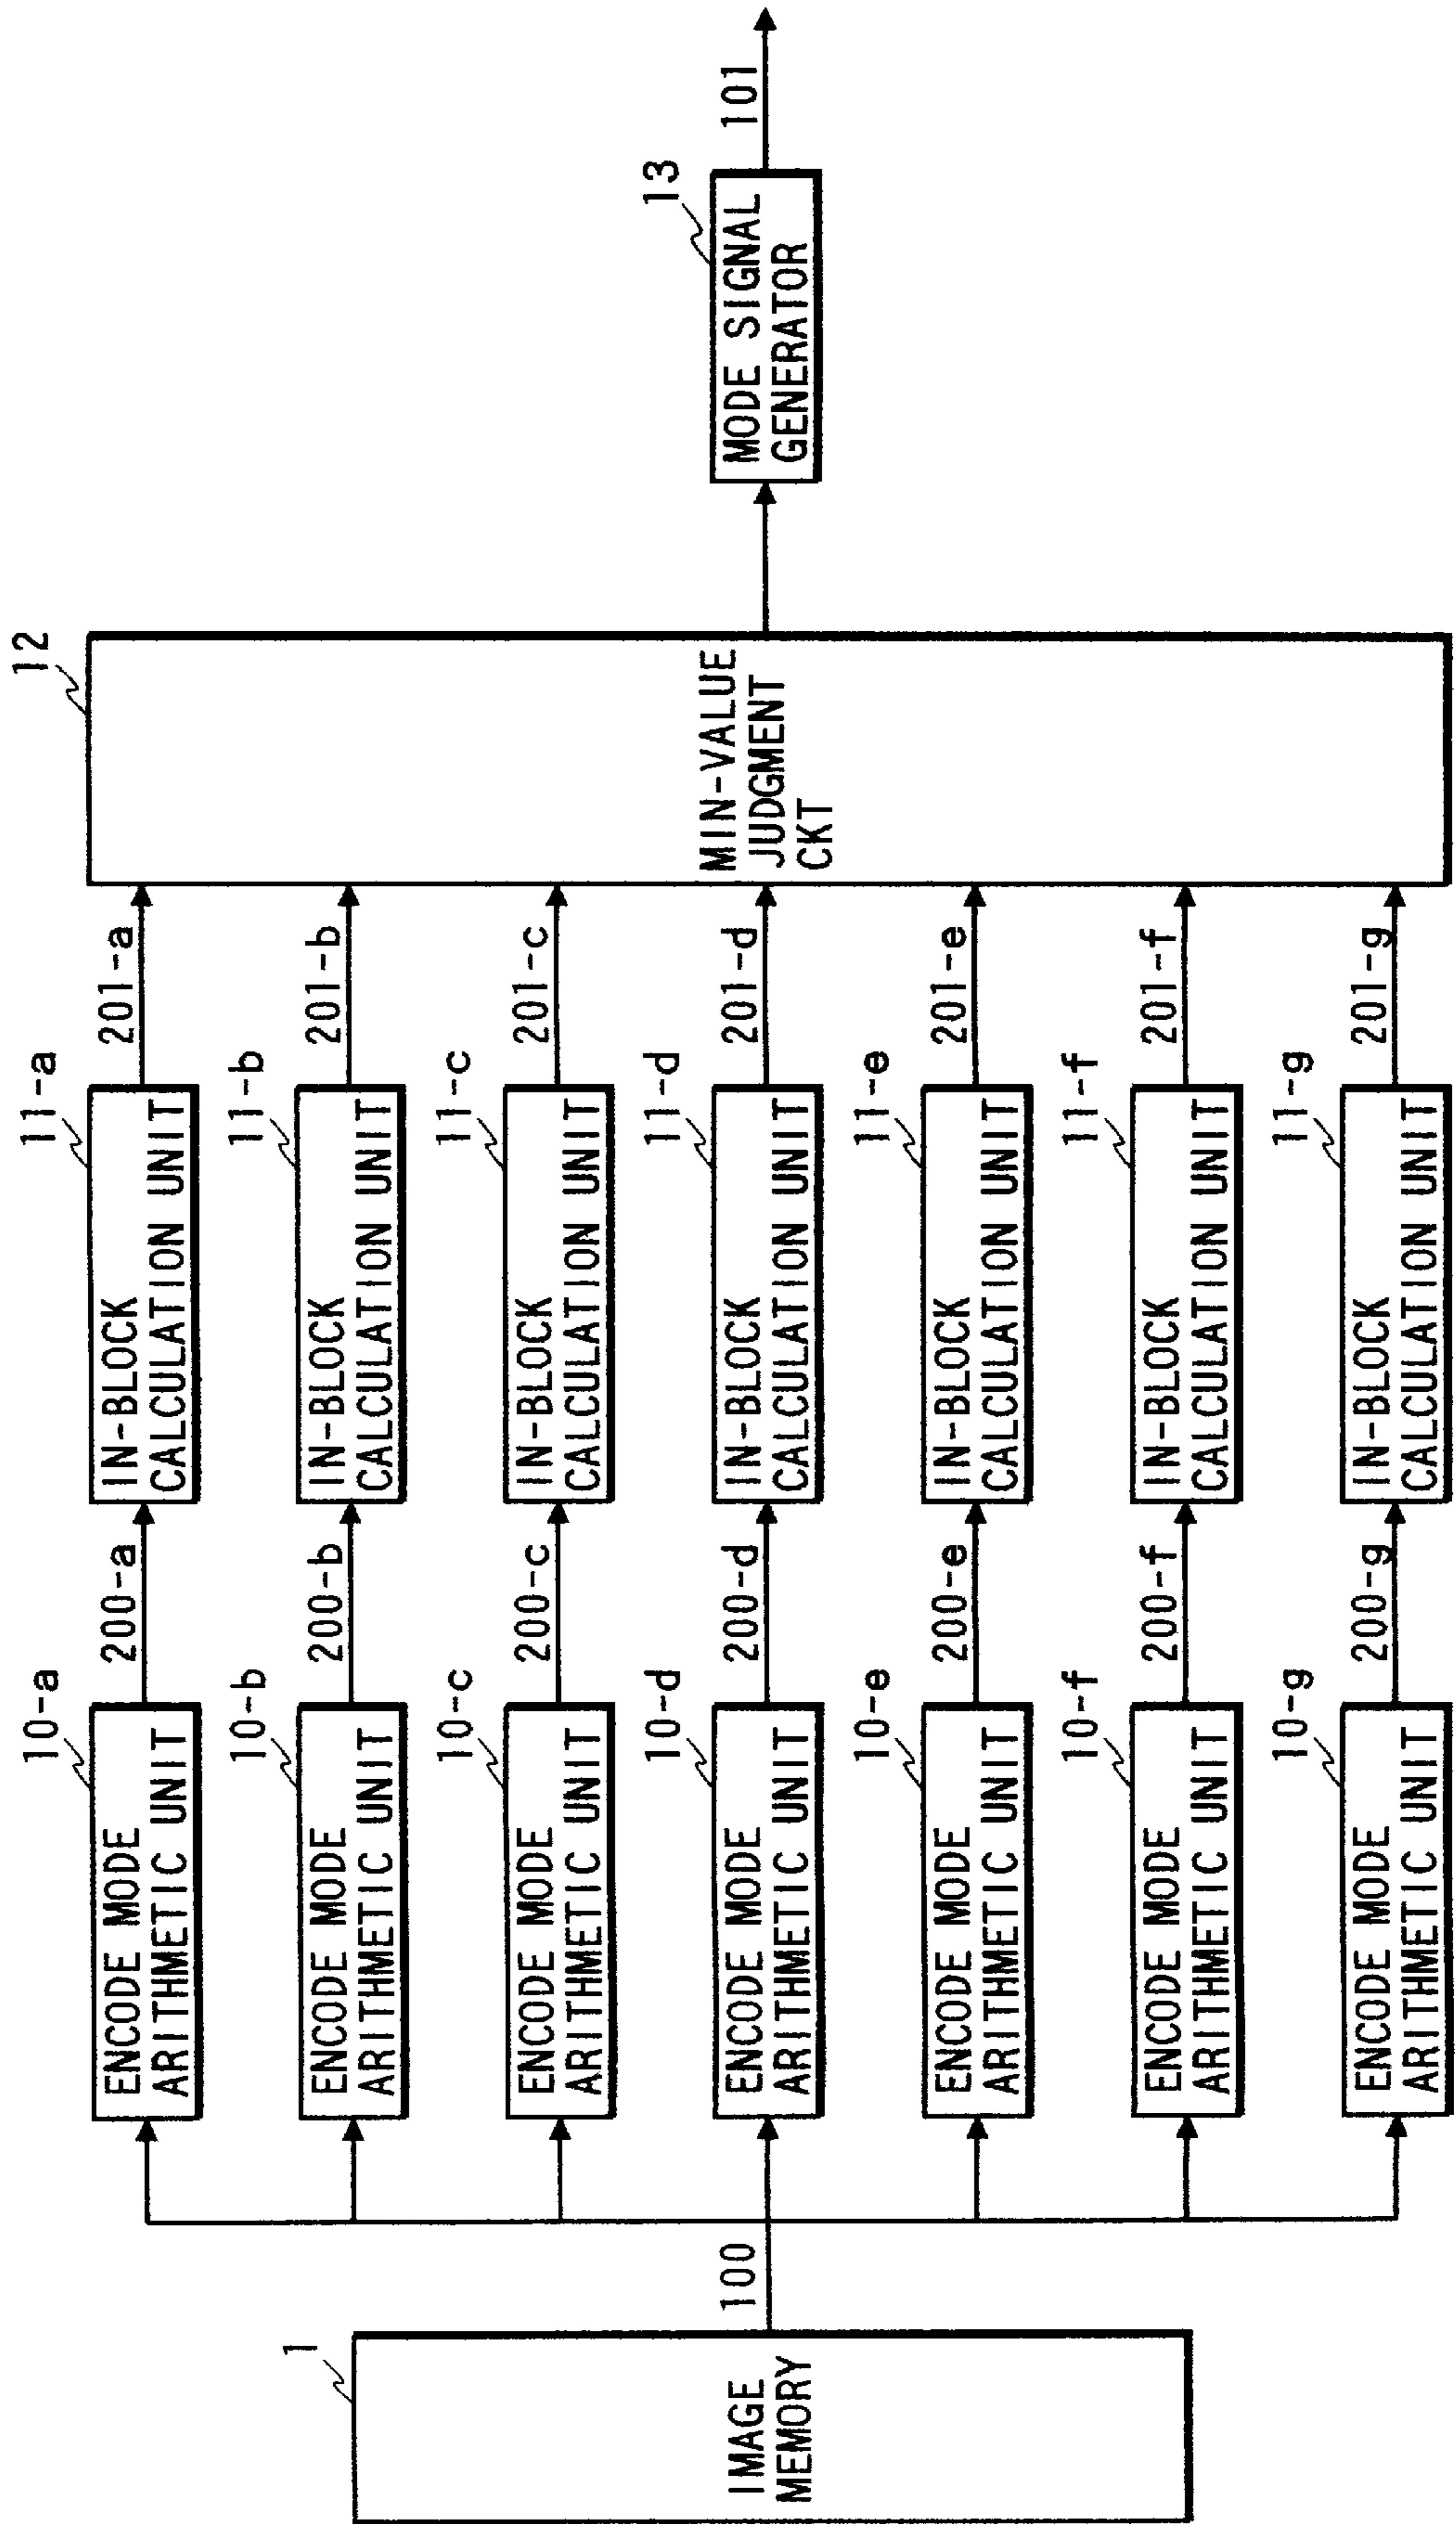 1
IMAGE
MEMORY
100
10-a
ENCODE MODE
ARITHMETIC UNIT
200-a
11-a
IN-BLOCK
CALCULATION UNIT
201-a
10-b
ENCODE MODE
ARITHMETIC UNIT
200-b
11-b
IN-BLOCK
CALCULATION UNIT
201-b
10-c
ENCODE MODE
ARITHMETIC UNIT
200-c
11-c
IN-BLOCK
CALCULATION UNIT
201-c
10-d
ENCODE MODE
ARITHMETIC UNIT
200-d
11-d
IN-BLOCK
CALCULATION UNIT
201-d
10-e
ENCODE MODE
ARITHMETIC UNIT
200-e
11-e
IN-BLOCK
CALCULATION UNIT
201-e
10-f
ENCODE MODE
ARITHMETIC UNIT
200-f
11-f
IN-BLOCK
CALCULATION UNIT
201-f
10-g
ENCODE MODE
ARITHMETIC UNIT
200-g
11-g
IN-BLOCK
CALCULATION UNIT
201-g
12
MIN-VALUE
JUDGMENT
CKT
13
MODE SIGNAL
GENERATOR
101